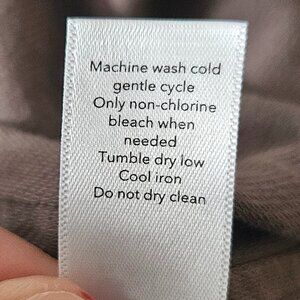 Machine wash cold
gentle cycle
Only non-chlorine
bleach when
needed
Tumble dry low
Cool iron
Do not dry clean